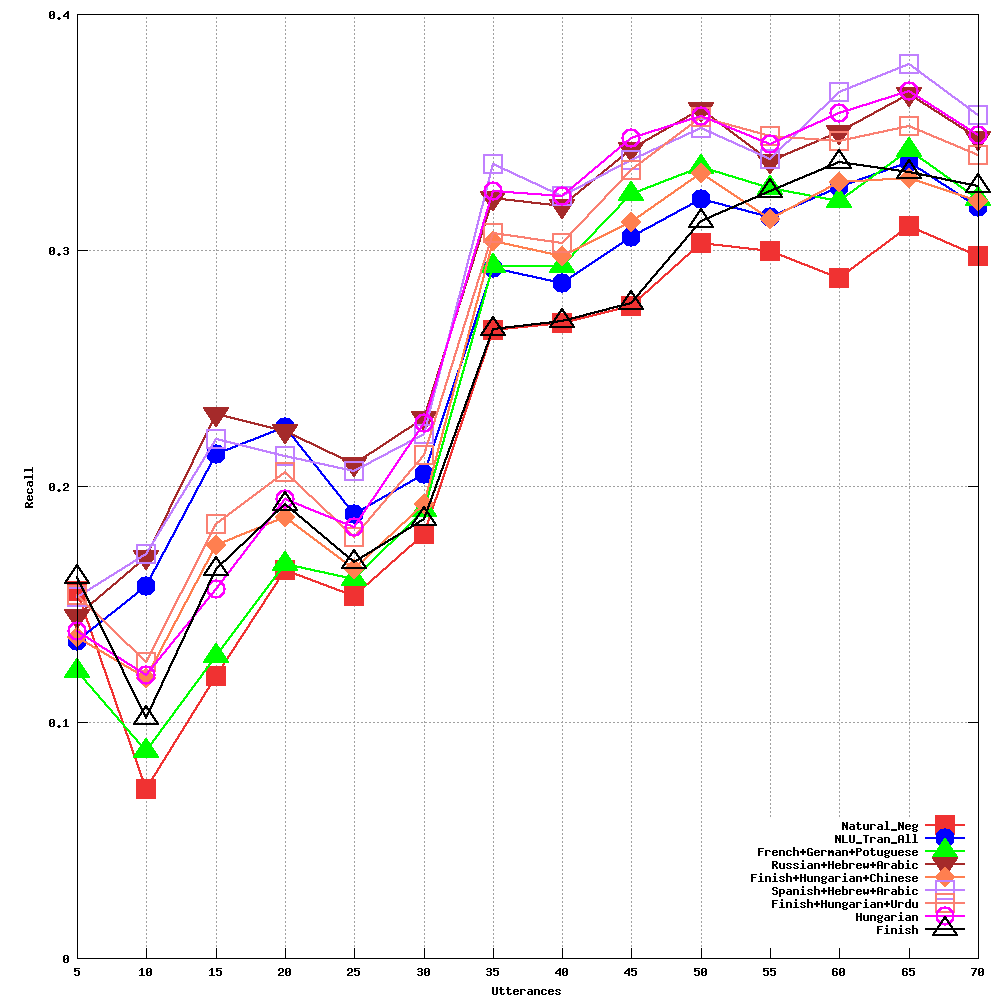 0.4
0.3
0.2
0.1
0
Recall
5 10 15 20 25 30 35 40 45 50 55 60 65 70
Utterances
Natural_Neg
NLU_Tran_All
French+German+Potuguese
Russian+Hebrew+Arabic
Finish+Hungarian+Chinese
Spanish+Hebrew+Arabic
Finish+Hungarian+Urdu
Hungarian
Finish